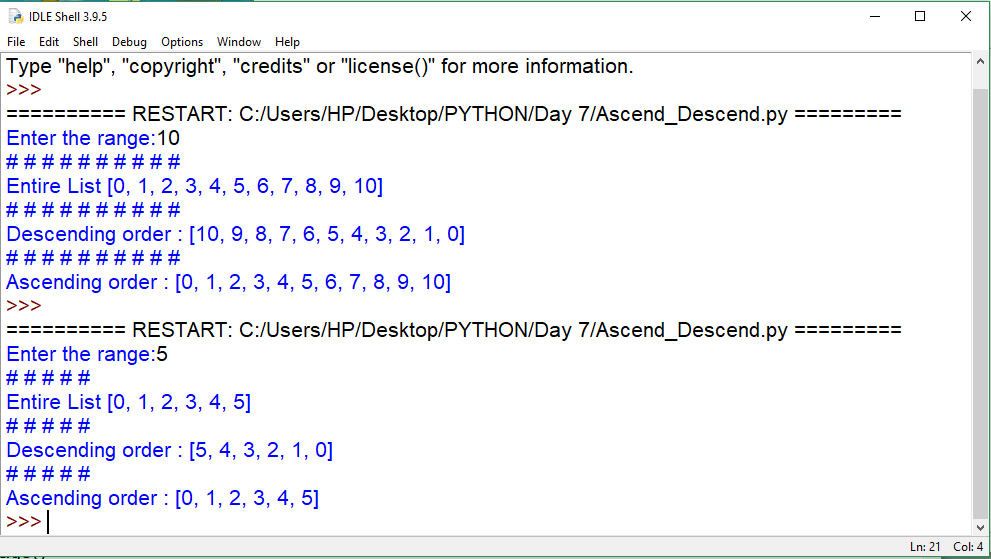 IDLE Shell 3.9.5
File Edit Shell Debug Options Window Help
Type "help", "copyright", "credits" or "license()" for more information.
>>>
========== RESTART: C:/Users/HP/Desktop/PYTHON/Day 7/Ascend_Descend.py =========
Enter the range:10
# # # # # # # # # #
Entire List [0, 1, 2, 3, 4, 5, 6, 7, 8, 9, 10]
# # # # # # # # # #
Descending order : [10, 9, 8, 7, 6, 5, 4, 3, 2, 1, 0]
# # # # # # # # # #
Ascending order : [0, 1, 2, 3, 4, 5, 6, 7, 8, 9, 10]
>>>
========== RESTART: C:/Users/HP/Desktop/PYTHON/Day 7/Ascend_Descend.py =========
Enter the range:5
# # # # #
Entire List [0, 1, 2, 3, 4, 5]
# # # # #
Descending order : [5, 4, 3, 2, 1, 0]
# # # # #
Ascending order : [0, 1, 2, 3, 4, 5]
>>>
Ln: 21 Col: 4